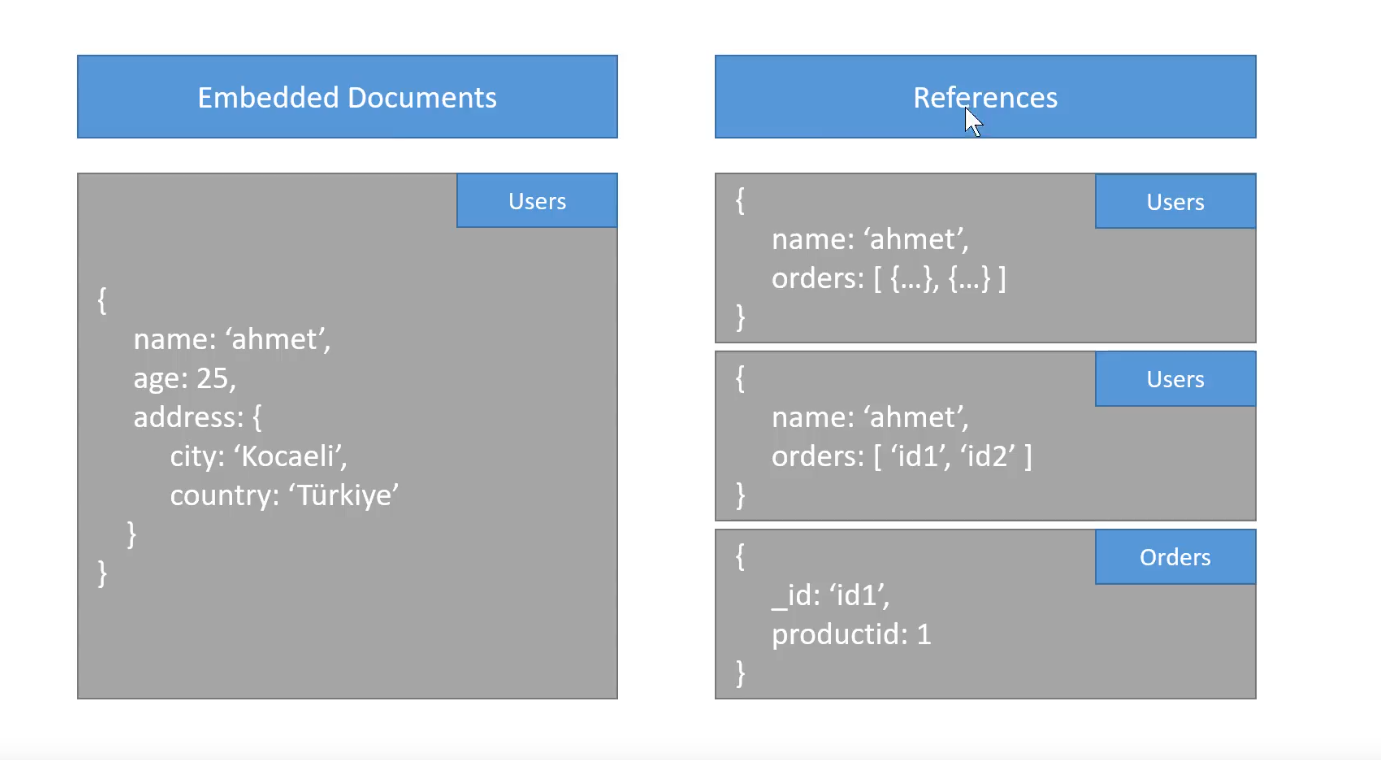 Embedded Documents
Users
{
name: ‘ahmet’,
age: 25,
address: {
city: ‘Kocaeli’,
country: ‘Türkiye’
}
}
References
Users
{
name: ‘ahmet’,
orders: [ {…}, {…} ]
}
Users
{
name: ‘ahmet’,
orders: [ ‘id1’, ‘id2’ ]
}
Orders
{
_id: ‘id1’,
productid: 1
}